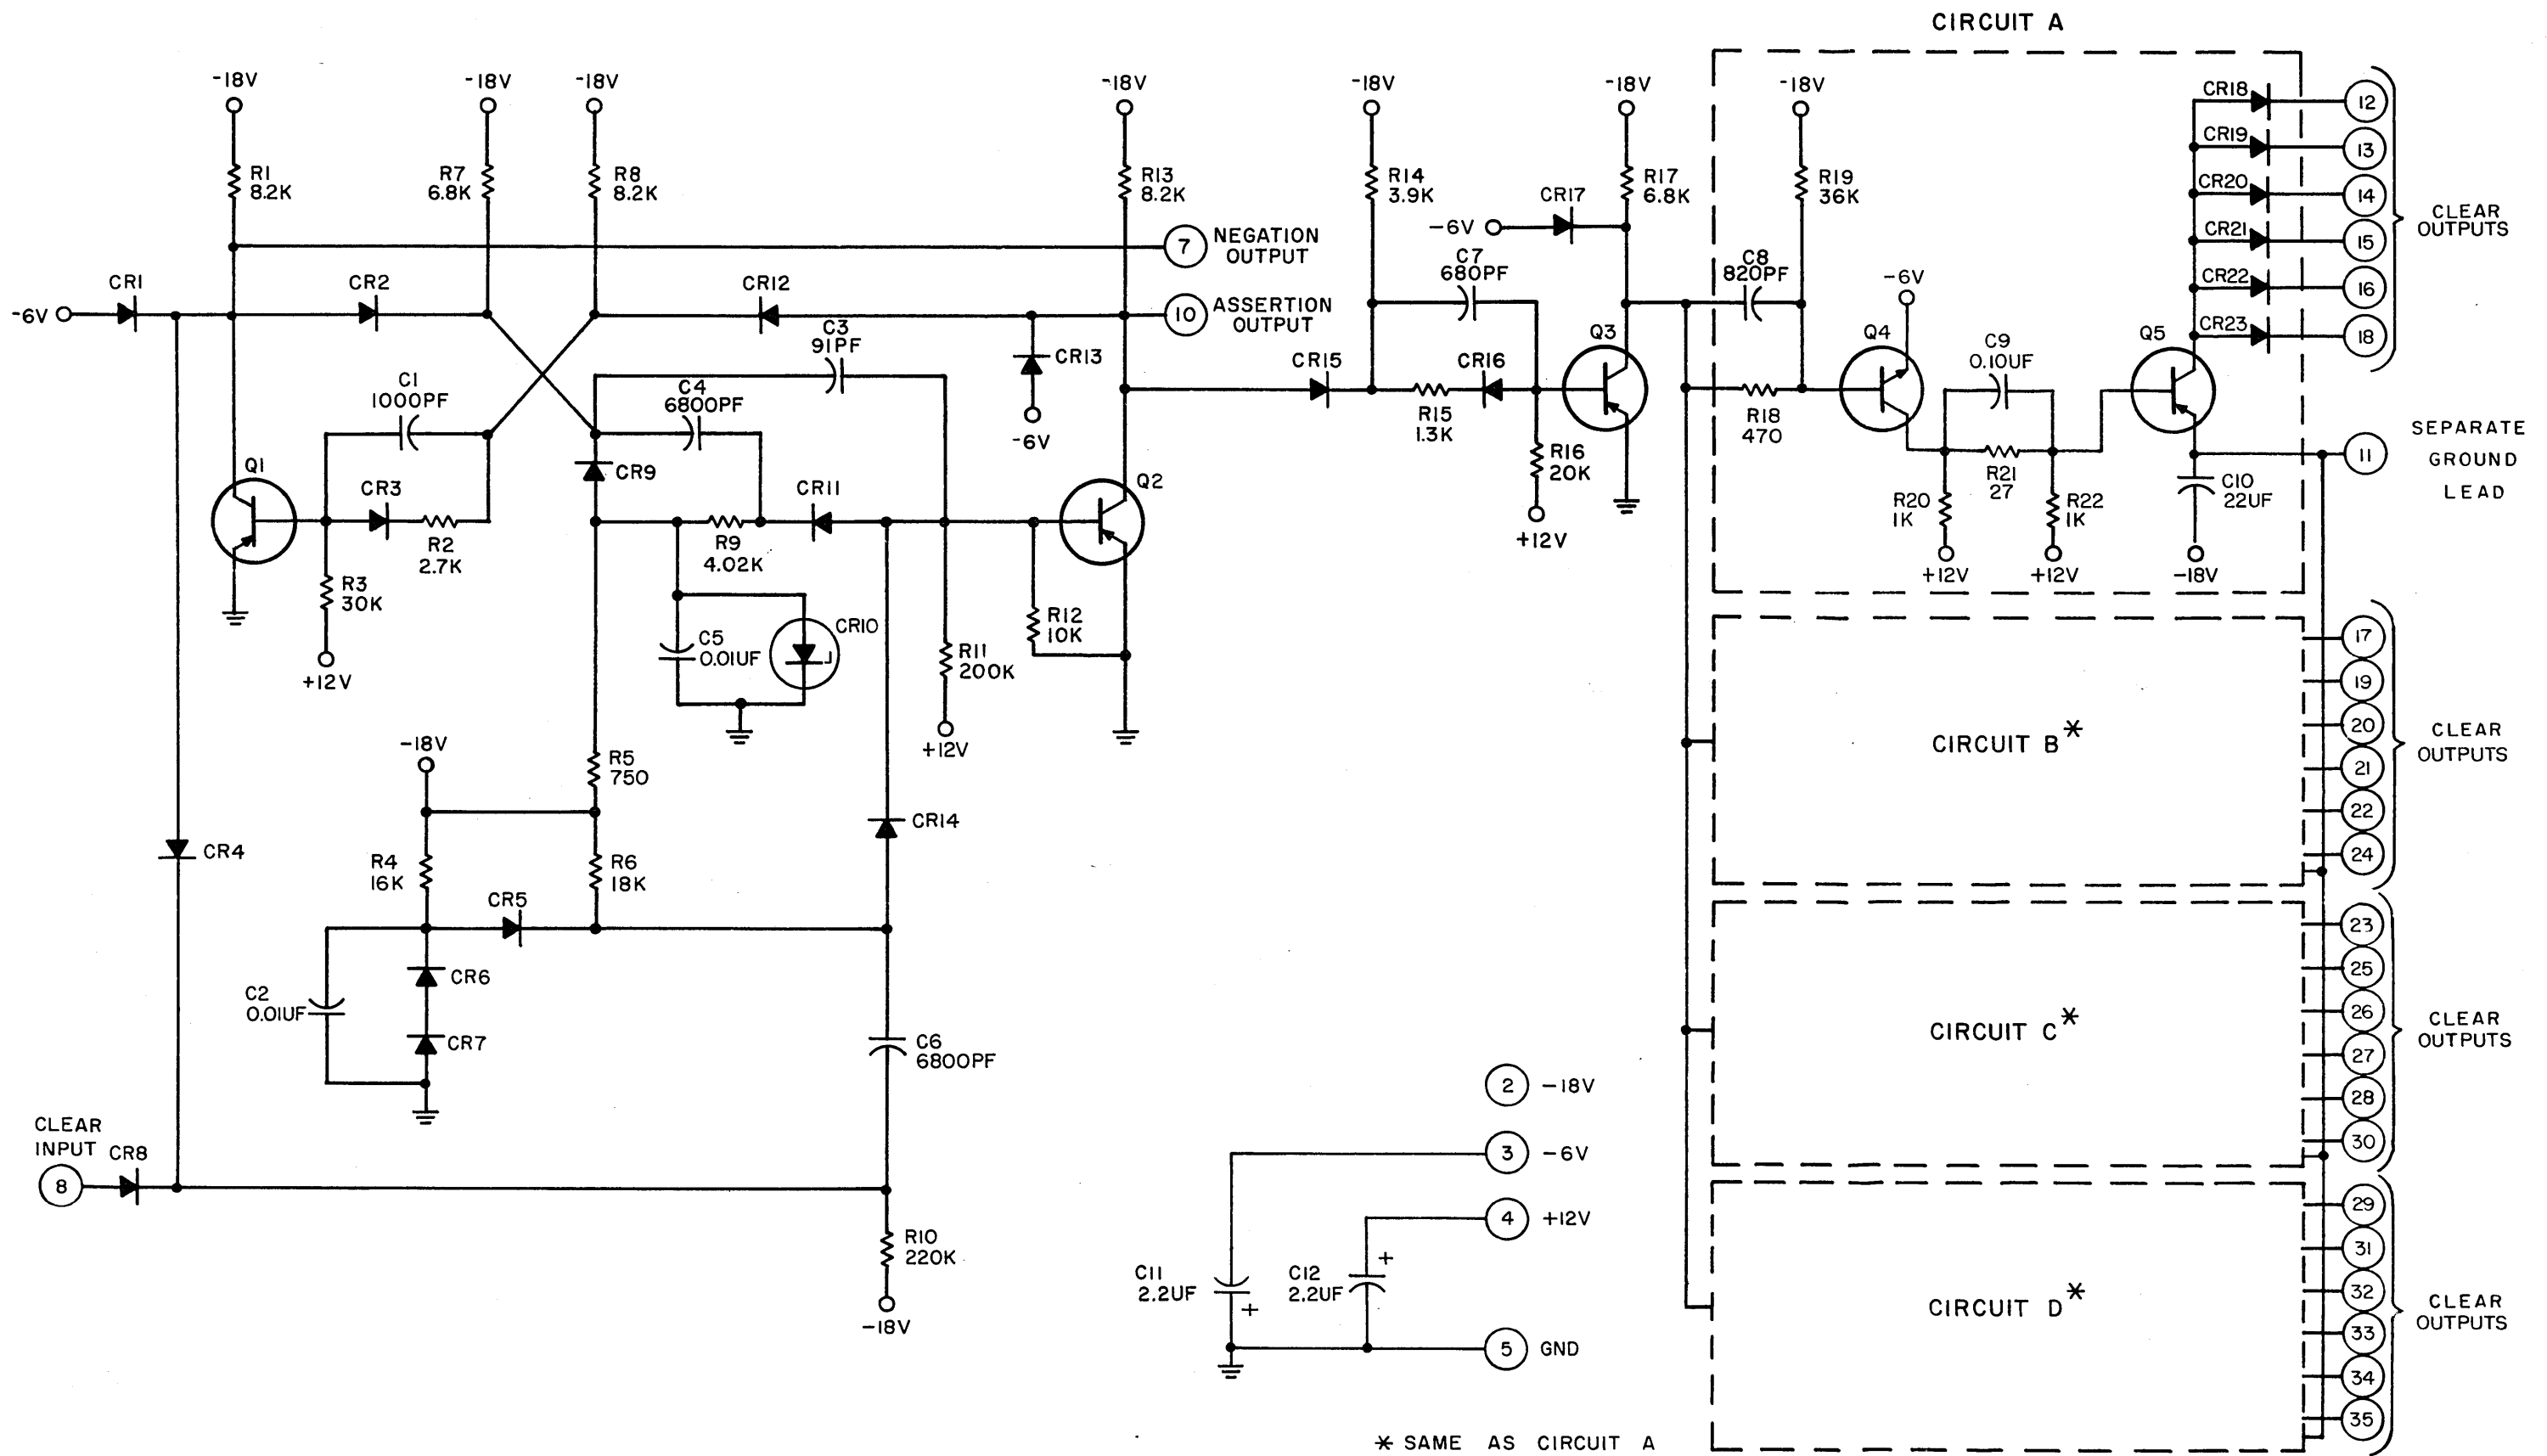 CIRCUIT A
-18V
-18V
-18V
-18V
-18V
-18V
-18V
R1
8.2K
R7
6.8K
R8
8.2K
R13
8.2K
R14
3.9K
CR17
R17
6.8K
R19
36K
CR18
12
CR19
13
CR20
14
CR21
15
CR22
16
CR23
18
CLEAR
OUTPUTS
7
NEGATION
OUTPUT
-6V
10
ASSERTION
OUTPUT
-6V
CR1
CR2
CR12
C3
91PF
CR13
-6V
C7
680PF
C8
820PF
-6V
C1
1000PF
C4
6800PF
CR15
CR16
Q3
Q4
C9
0.10UF
Q5
R15
1.3K
R18
470
R16
20K
+12V
R20
1K
R21
27
R22
1K
+12V
+12V
C10
22UF
-18V
11
SEPARATE
GROUND
LEAD
Q1
CR3
R2
2.7K
R3
30K
+12V
CR9
R9
4.02K
CR11
Q2
C5
0.01UF
CR10
R12
10K
R11
200K
+12V
-18V
R5
750
CR4
R4
16K
R6
18K
CR14
CR5
C2
0.01UF
CR6
CR7
C6
6800PF
CLEAR
INPUT
8
CR8
R10
220K
-18V
CIRCUIT B*
17
19
20
21
22
24
CLEAR
OUTPUTS
CIRCUIT C*
23
25
26
27
28
30
CLEAR
OUTPUTS
CIRCUIT D*
29
31
32
33
34
35
CLEAR
OUTPUTS
2 -18V
3 -6V
4 +12V
5 GND
C11
2.2UF
+
C12
2.2UF
+
* SAME AS CIRCUIT A